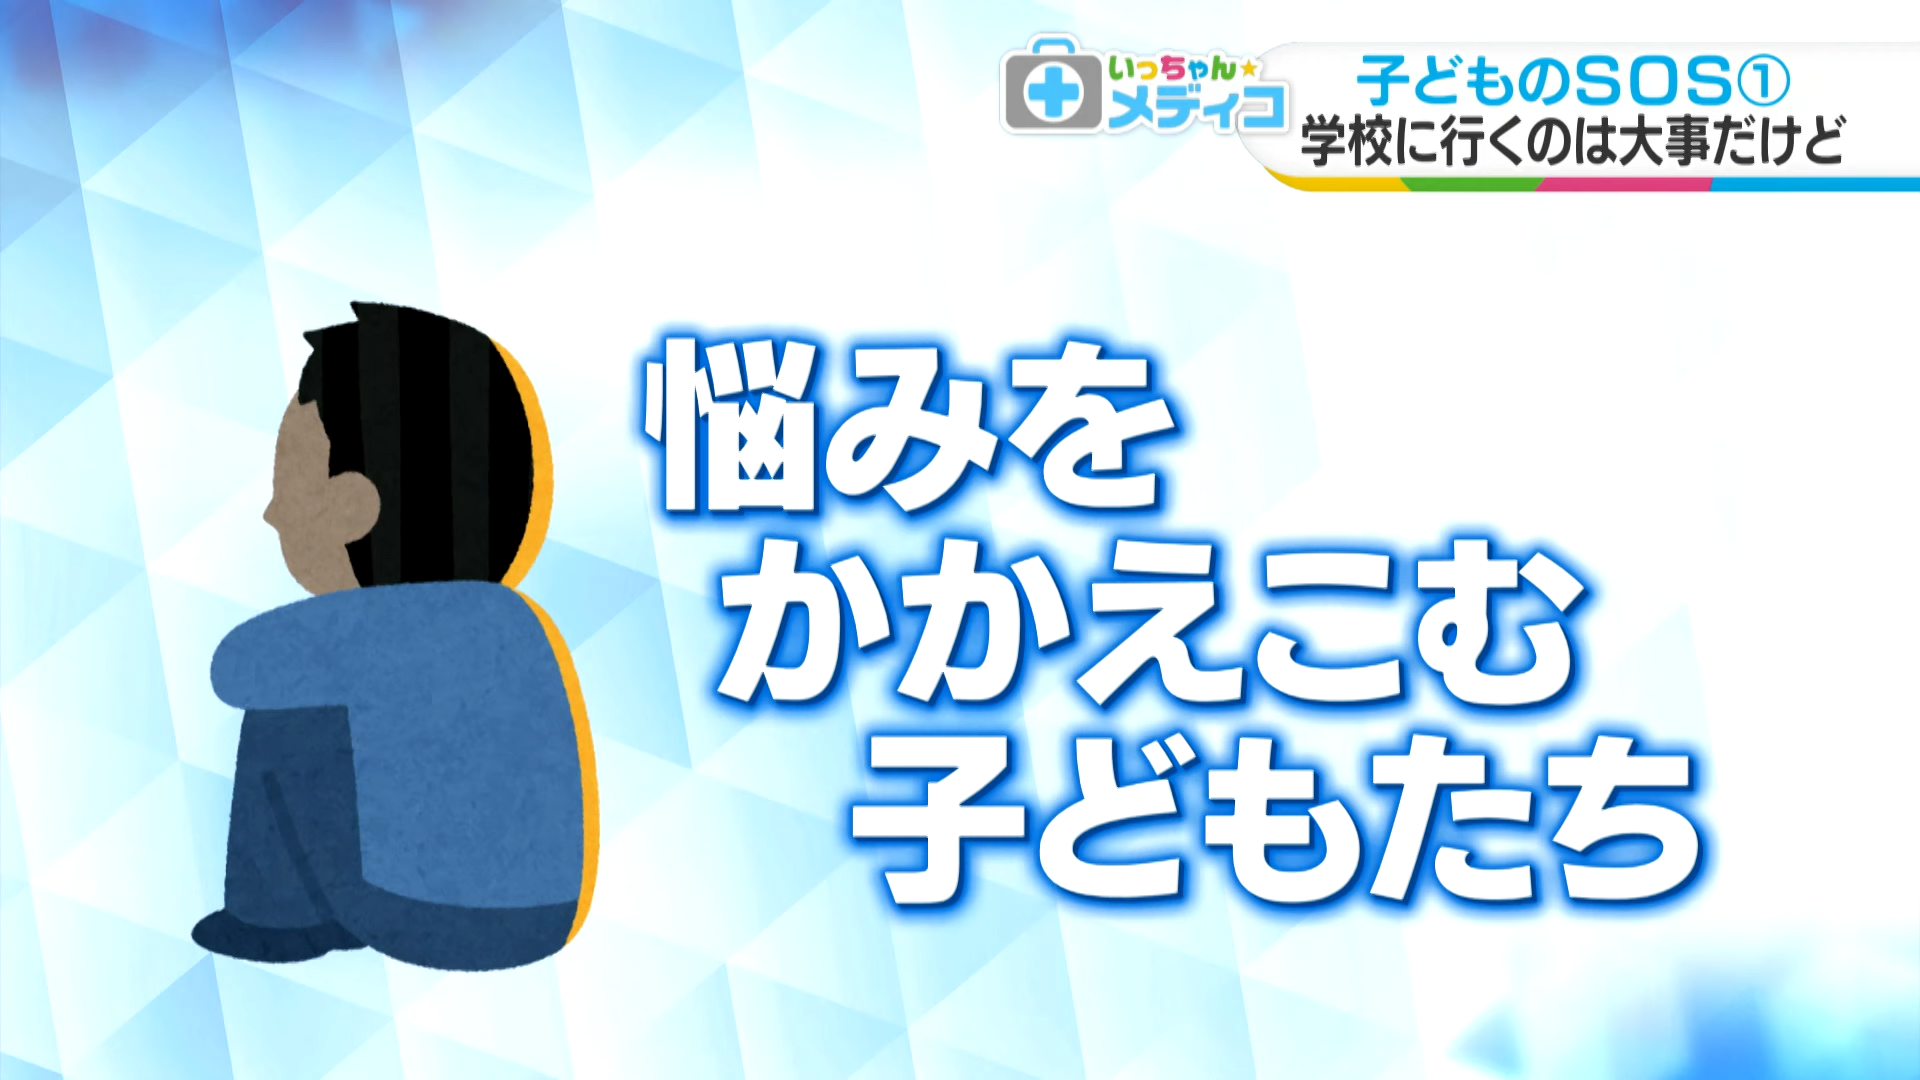 いっちゃん★
メディコ
子どものSOS①
学校に行くのは大事だけど
悩みを
かかえこむ
子どもたち